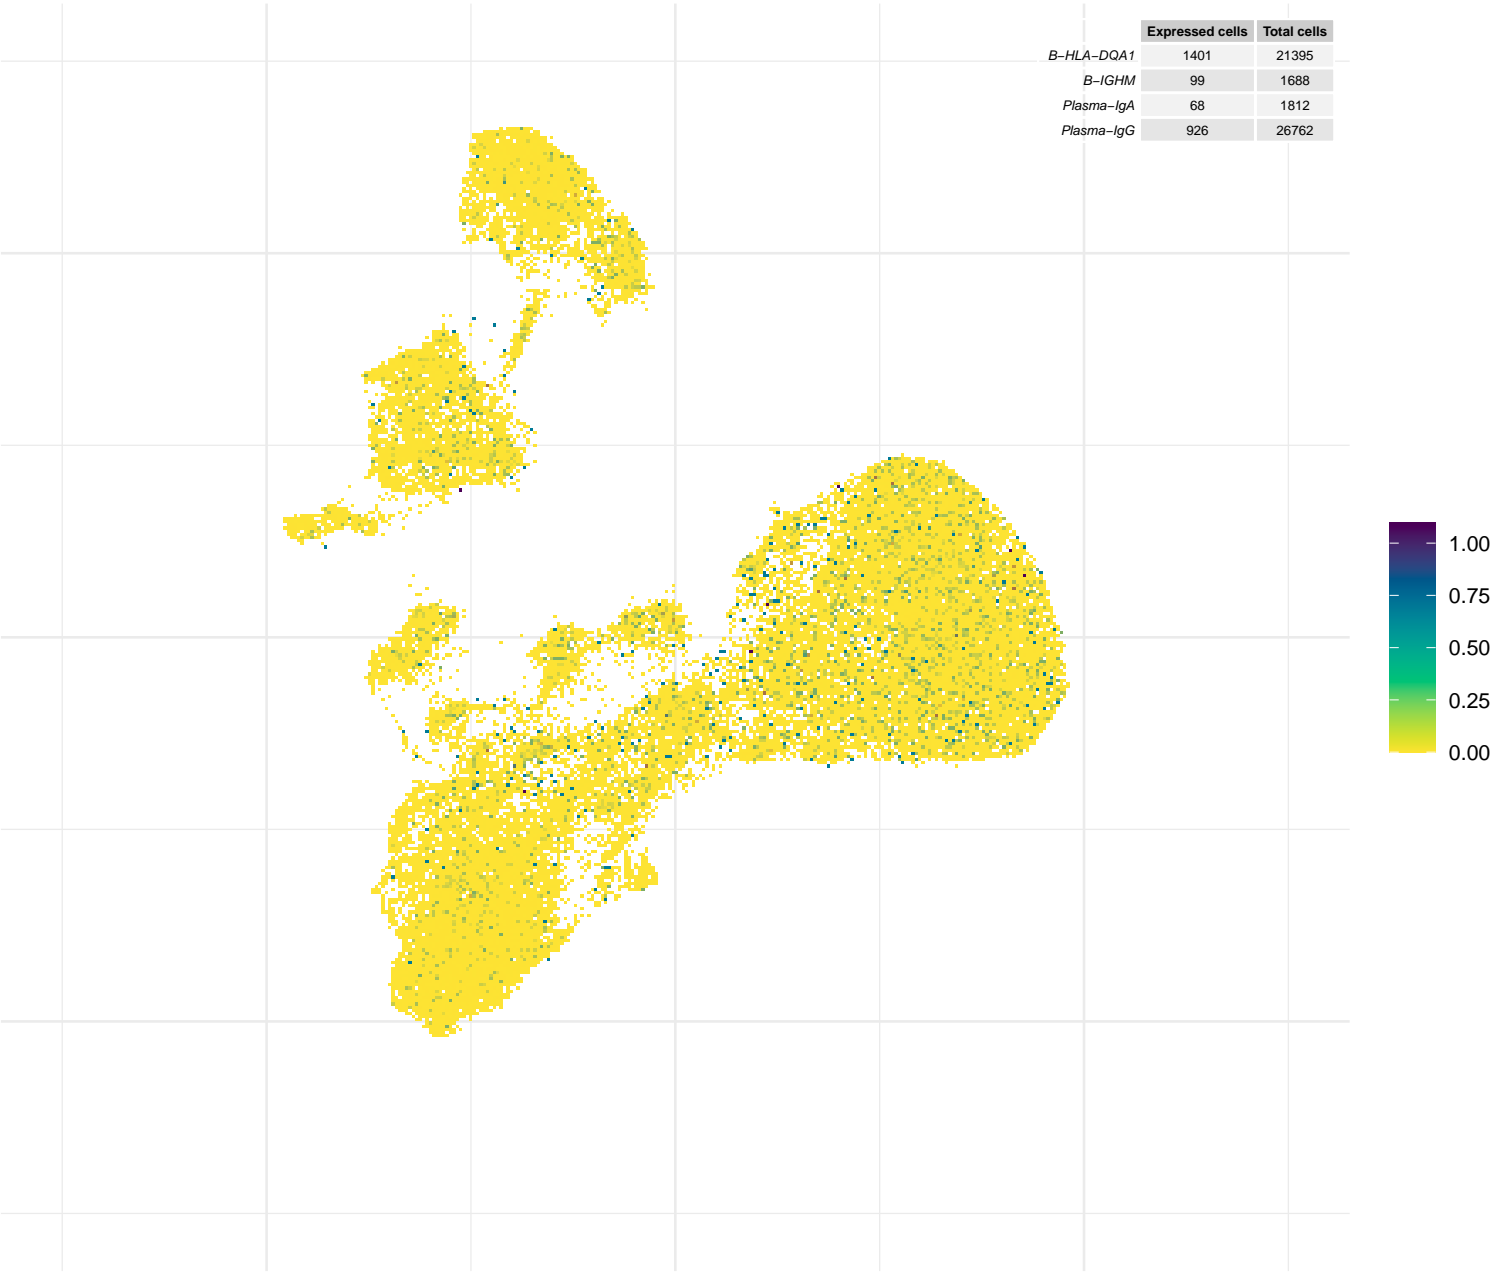 Expressed cells Total cells
B−HLA−DQA1 1401 21395
B−IGHM 99 1688
Plasma−IgA 68 1812
Plasma−IgG 926 26762
1.00
0.75
0.50
0.25
0.00